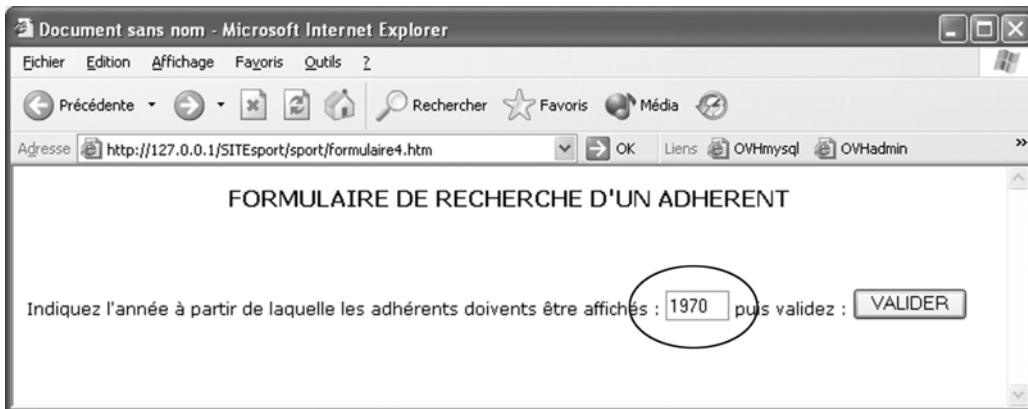 Document sans nom - Microsoft Internet Explorer
Fichier Edition Affichage Favoris Outils ?
Précédente Rechercher Favoris Média
Adresse http://127.0.0.1/SITEsport/sport/formulaire4.htm OK Liens OVHmysql OVHadmin »
FORMULAIRE DE RECHERCHE D'UN ADHERENT
Indiquez l'année à partir de laquelle les adhérents doivents être affichés : 1970 puis validez : VALIDER